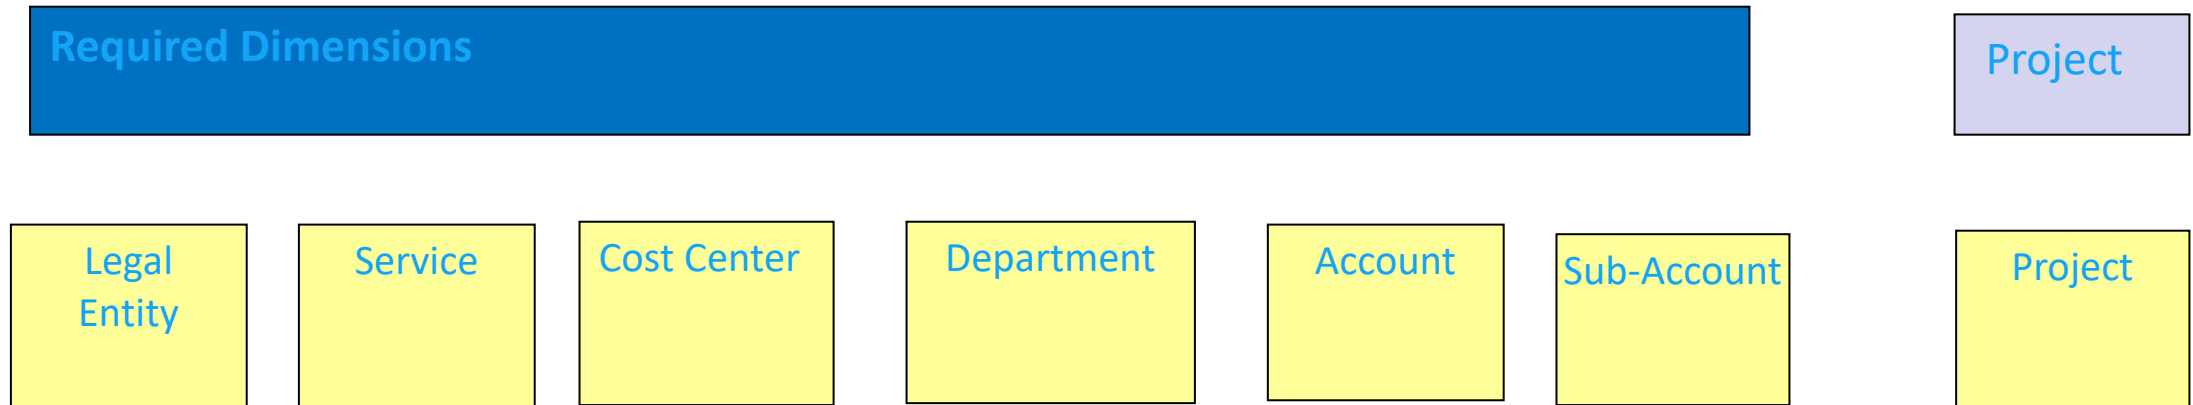 Required Dimensions
Project
Legal
Entity
Service
Cost Center
Department
Account
Sub-Account
Project